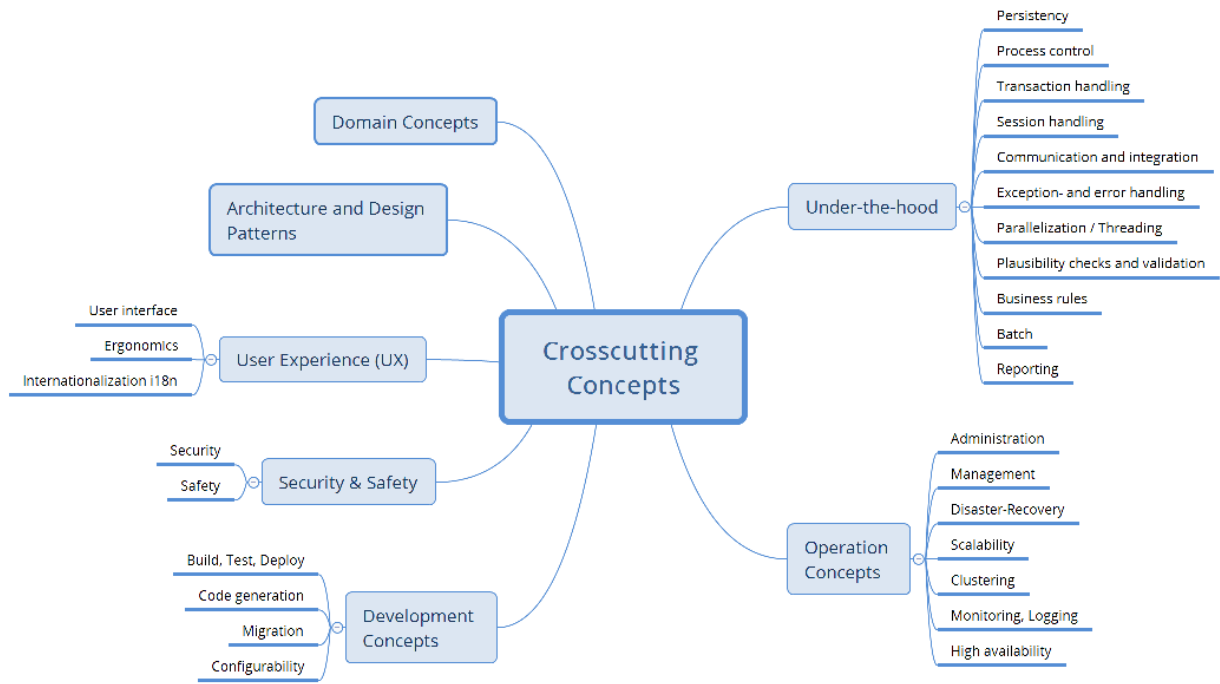 Crosscutting
Concepts
Domain Concepts
Architecture and Design
Patterns
User Experience (UX)
User interface
Ergonomics
Internationalization i18n
Security & Safety
Security
Safety
Development
Concepts
Build, Test, Deploy
Code generation
Migration
Configurability
Under-the-hood
Persistency
Process control
Transaction handling
Session handling
Communication and integration
Exception- and error handling
Parallelization / Threading
Plausibility checks and validation
Business rules
Batch
Reporting
Operation
Concepts
Administration
Management
Disaster-Recovery
Scalability
Clustering
Monitoring, Logging
High availability